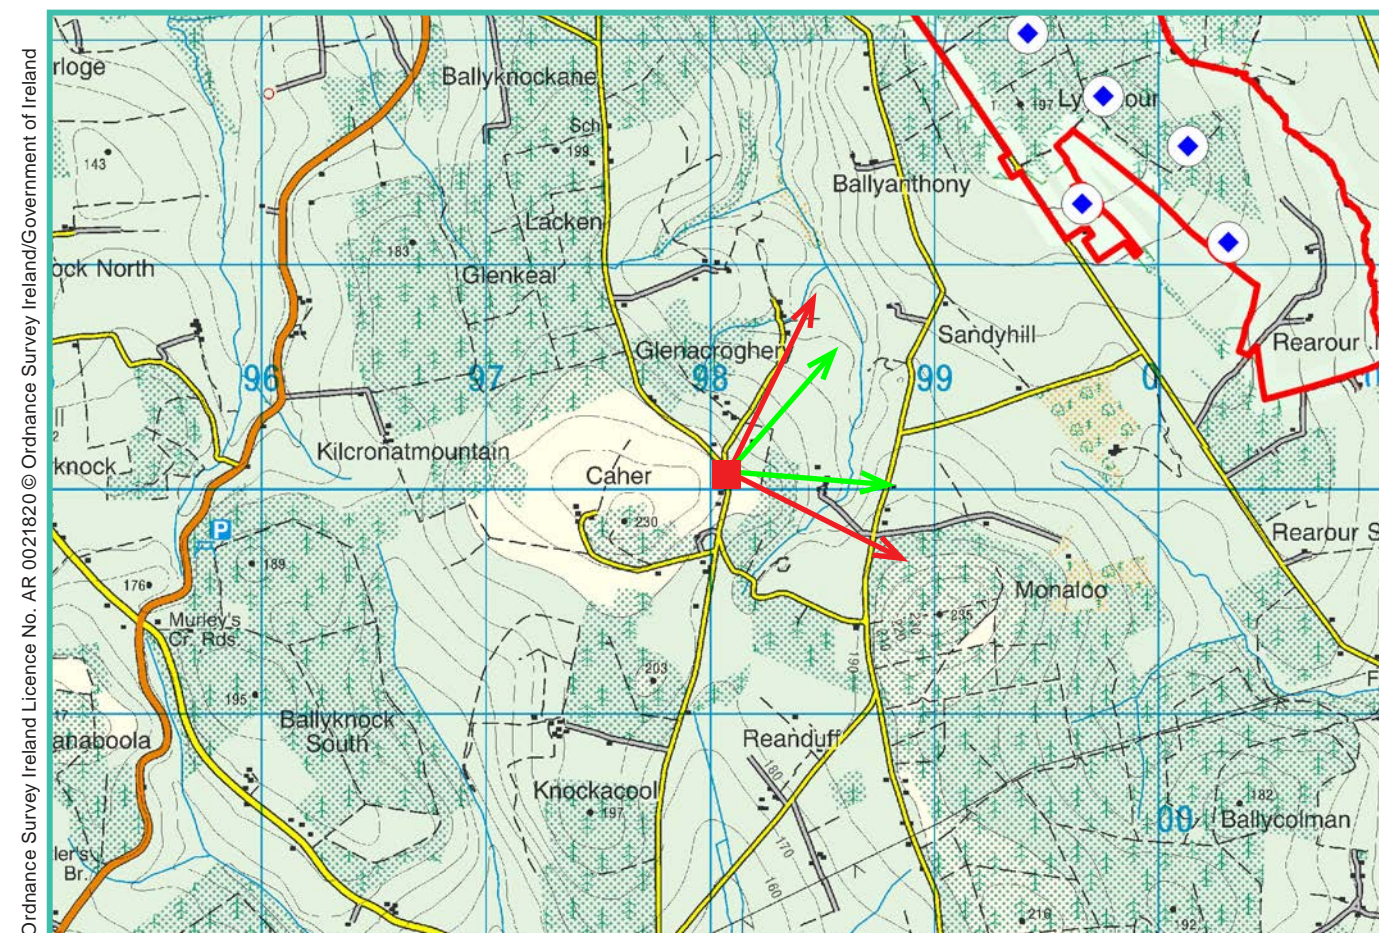 Ordnance Survey Ireland Licence No. AR 0021820 © Ordnance Survey Ireland/Government of Ireland
rloge
Ballyknockane
197
Ly our
143
Sch
199
Ballyanthony
Lacken
183
ock North
Glenkeal
Sandyhill
Glenacroghery
Rearour
96
97
98
99
0
Kilcronatmountain
knock
Caher
230
P
Rearour S
189
176
Monaloo
235
Murley's
Cr. Rds
220
210
190
203
195
17
anaboola
Ballyknock
South
Reanduff
180
Knockacool
197
182
00
Ballycolman
170
ler's
Br.
160
216
192
F